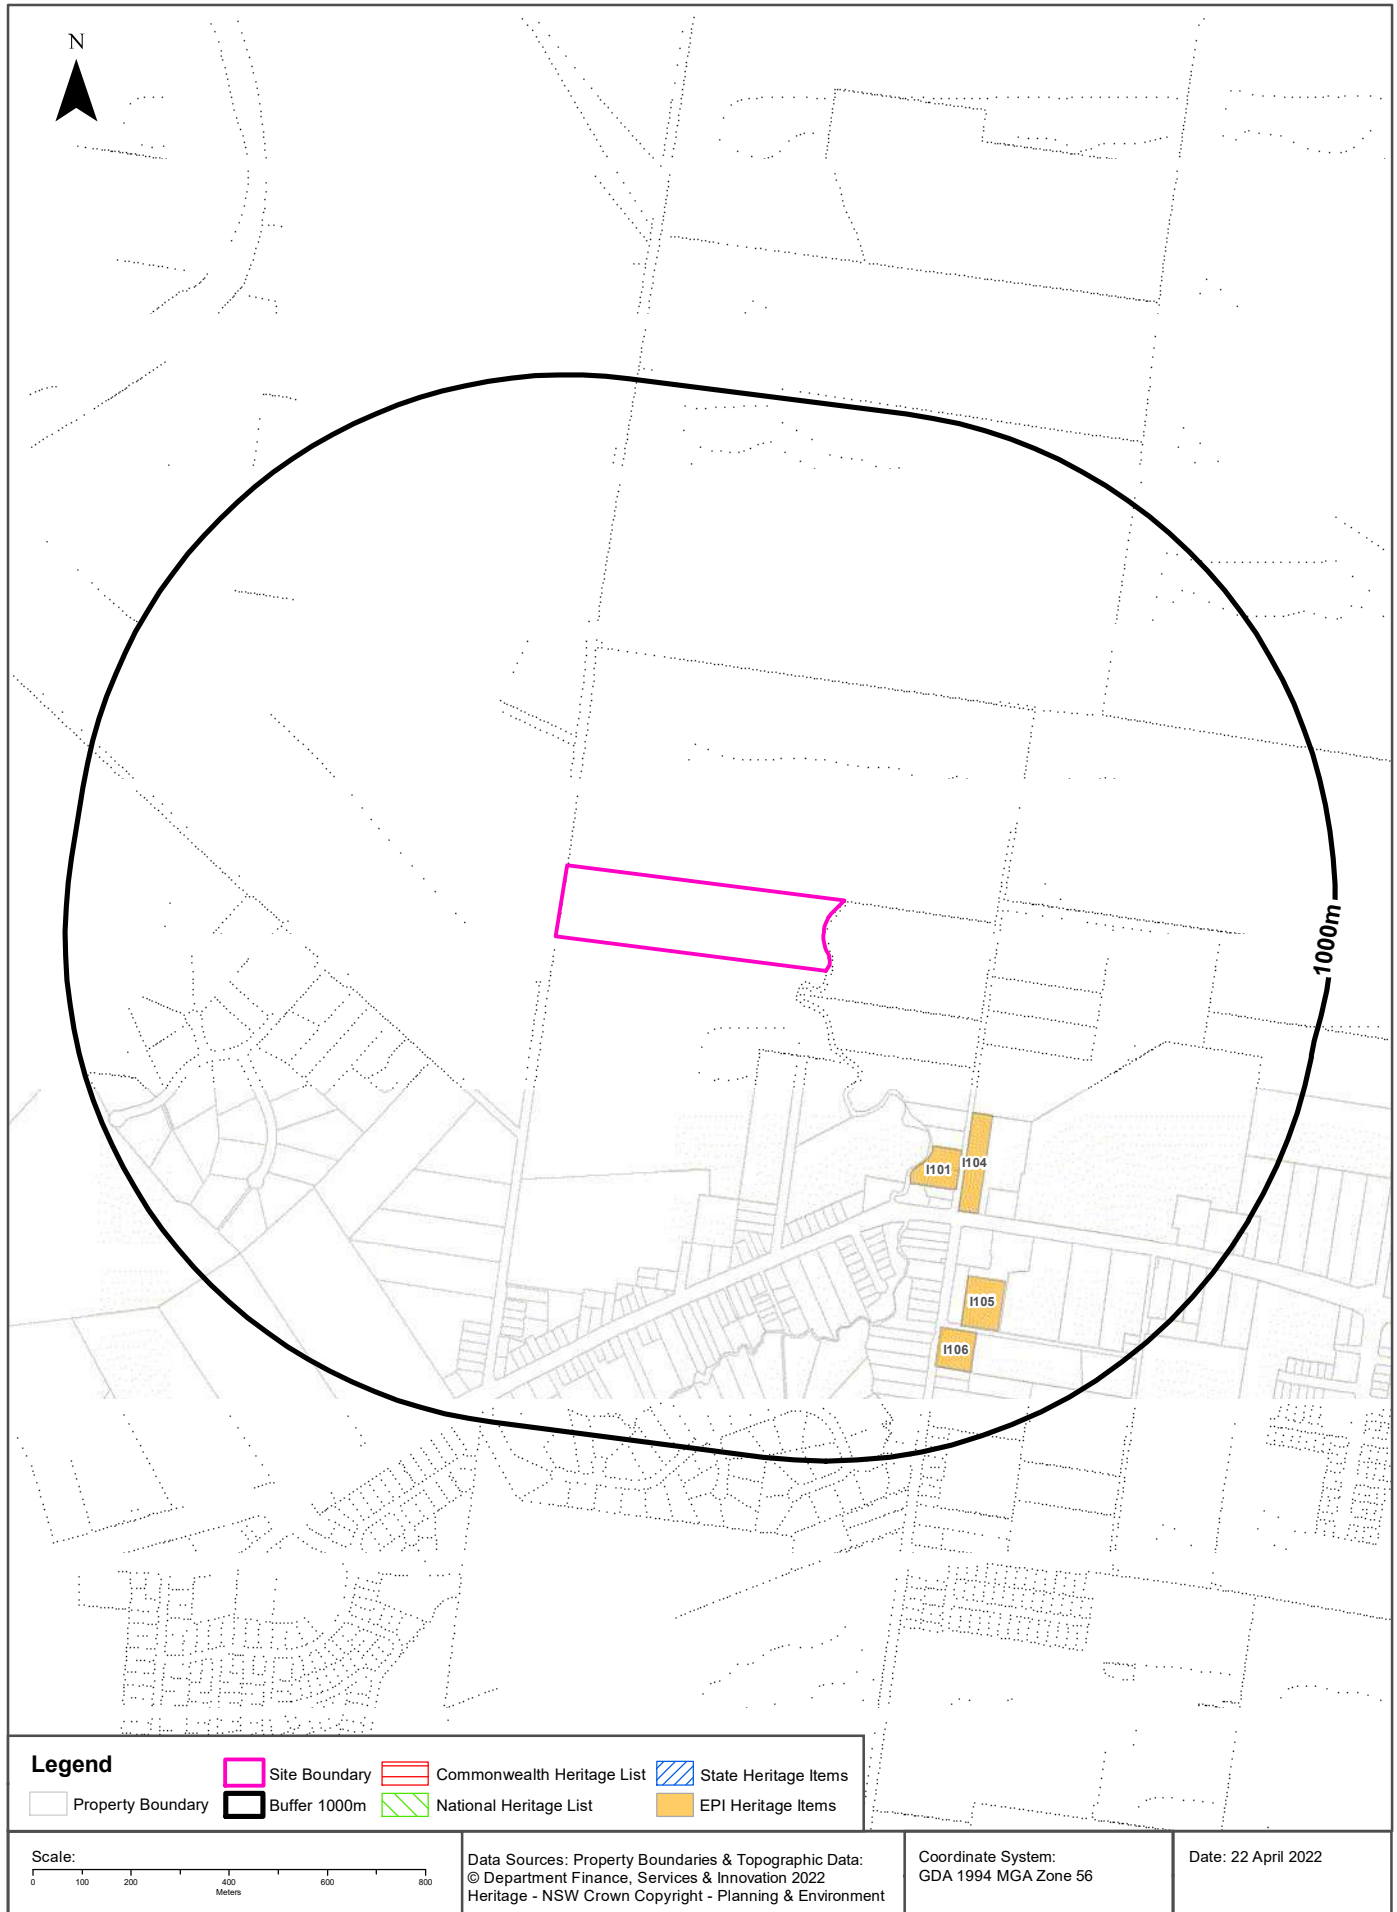 N
1000m
I101
I104
I105
I106
Legend
Property Boundary
Site Boundary
Buffer 1000m
Commonwealth Heritage List
National Heritage List
State Heritage Items
EPI Heritage Items
Scale:
0 100 200 400 600 800
Meters
Data Sources: Property Boundaries & Topographic Data:
© Department Finance, Services & Innovation 2022
Heritage - NSW Crown Copyright - Planning & Environment
Coordinate System:
GDA 1994 MGA Zone 56
Date: 22 April 2022